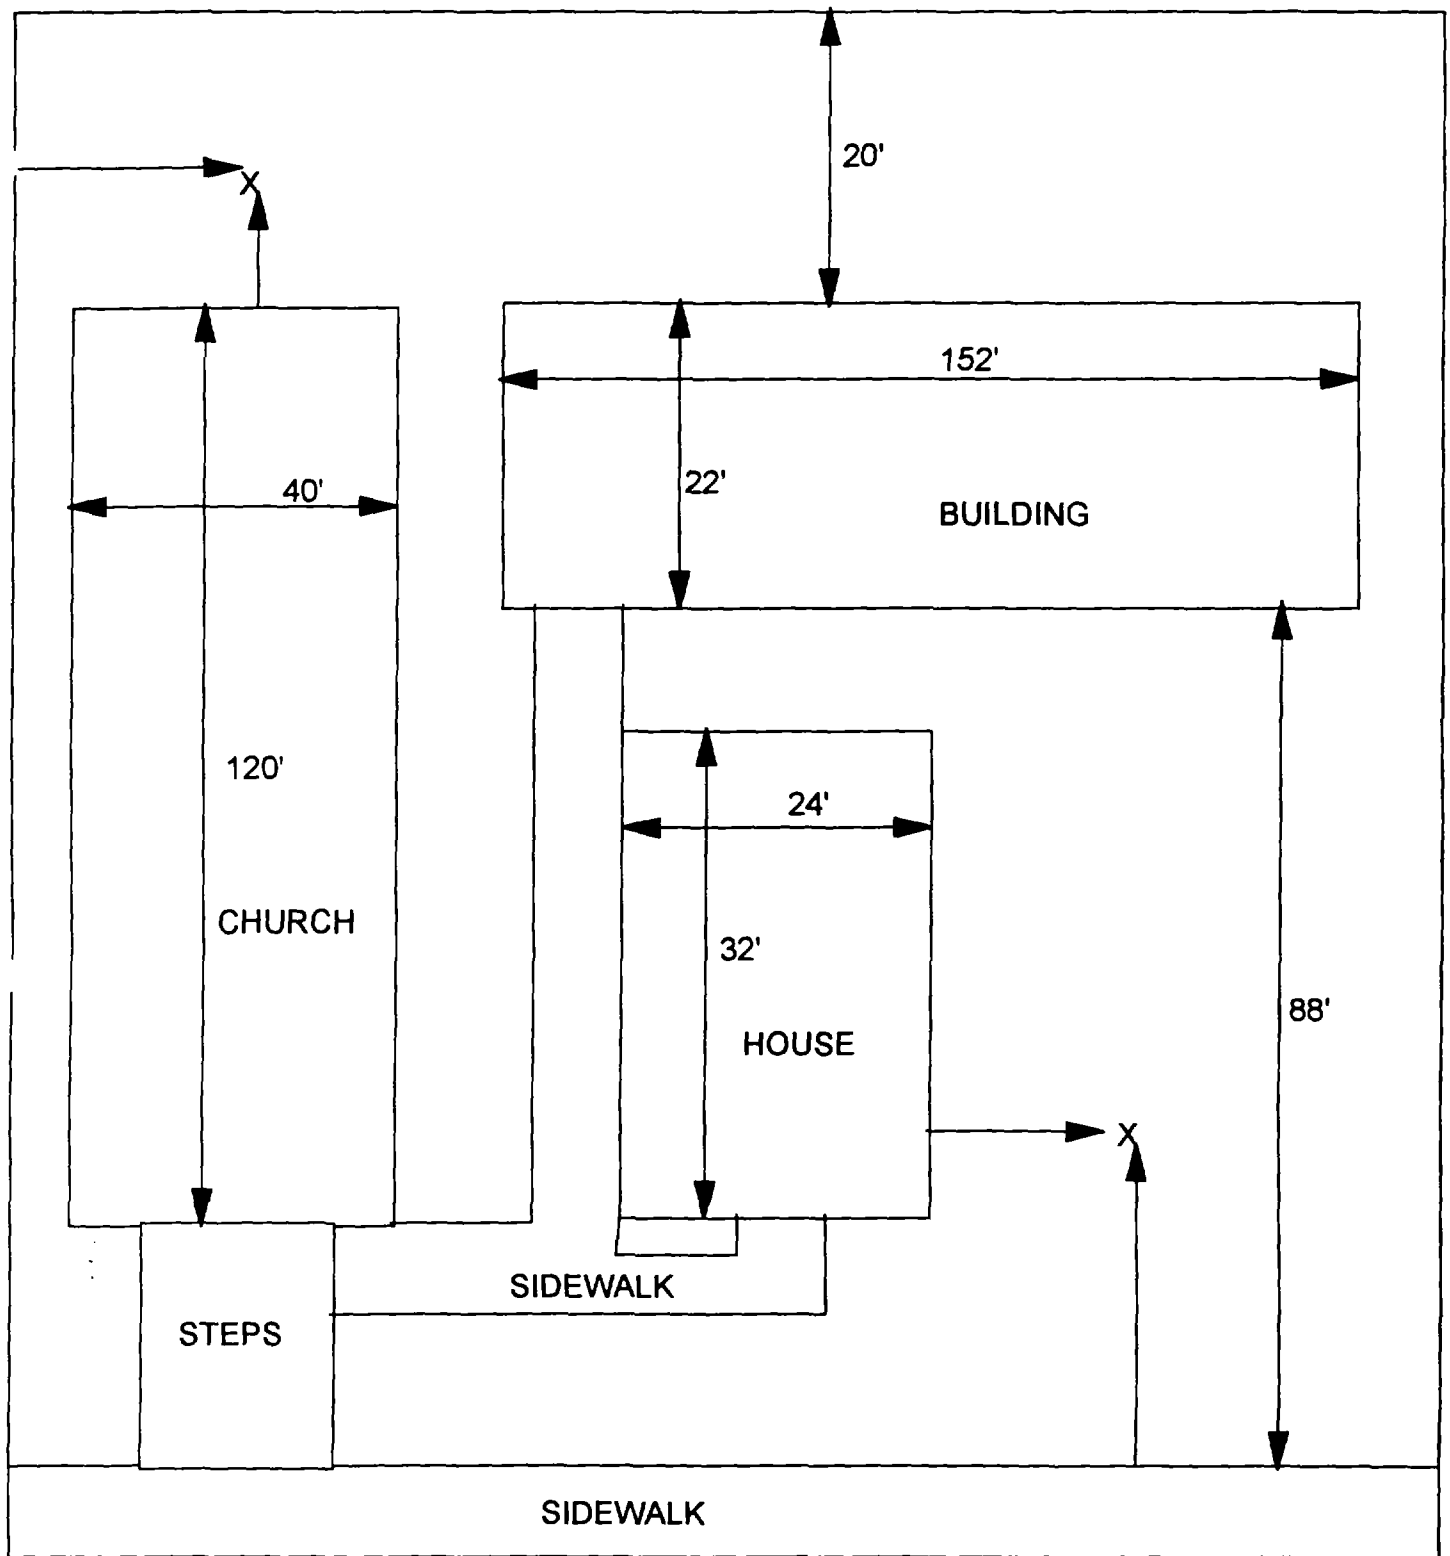 20'
X
152'
40'
22'
BUILDING
120'
24'
CHURCH
32'
88'
HOUSE
X
SIDEWALK
STEPS
SIDEWALK